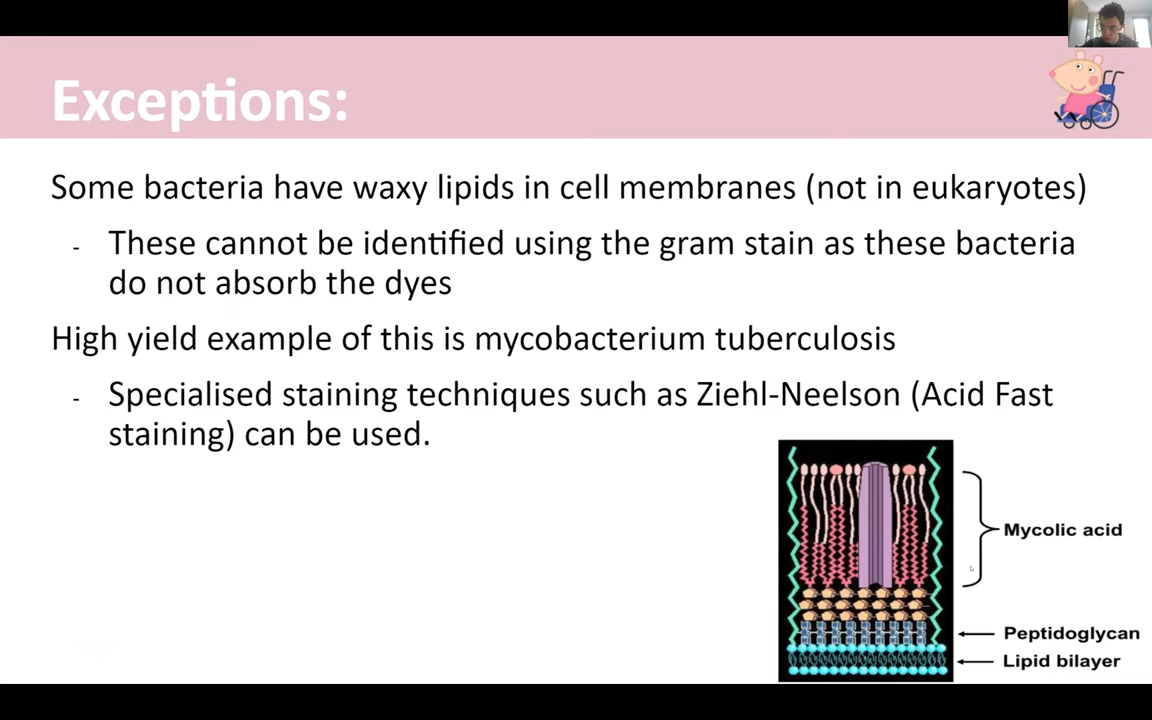 Exceptions:
Some bacteria have waxy lipids in cell membranes (not in eukaryotes)
- These cannot be identified using the gram stain as these bacteria
do not absorb the dyes
High yield example of this is mycobacterium tuberculosis
- Specialised staining techniques such as Ziehl-Neelson (Acid Fast
staining) can be used.
Mycolic acid
Peptidoglycan
Lipid bilayer